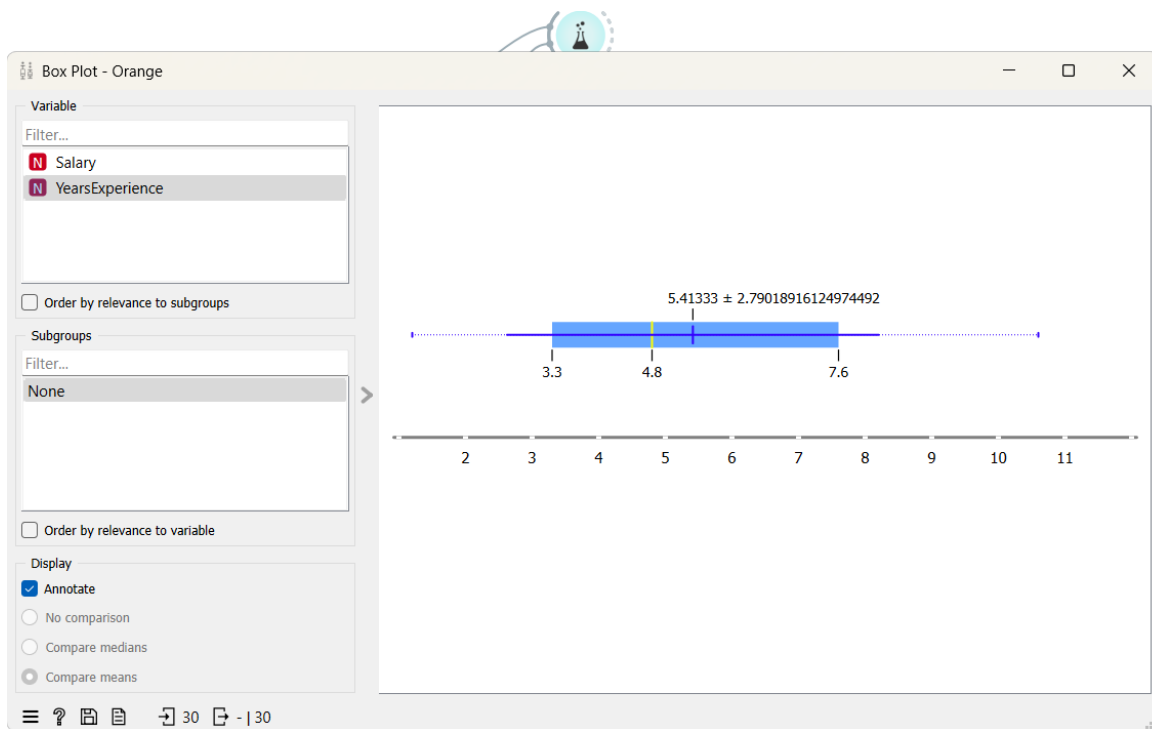 Box Plot - Orange
Variable
Filter...
N Salary
N YearsExperience
Order by relevance to subgroups
Subgroups
Filter...
None
Order by relevance to variable
Display
Annotate
No comparison
Compare medians
Compare means
30 - | 30
5.41333 ± 2.79018916124974492
3.3 4.8 7.6
2 3 4 5 6 7 8 9 10 11